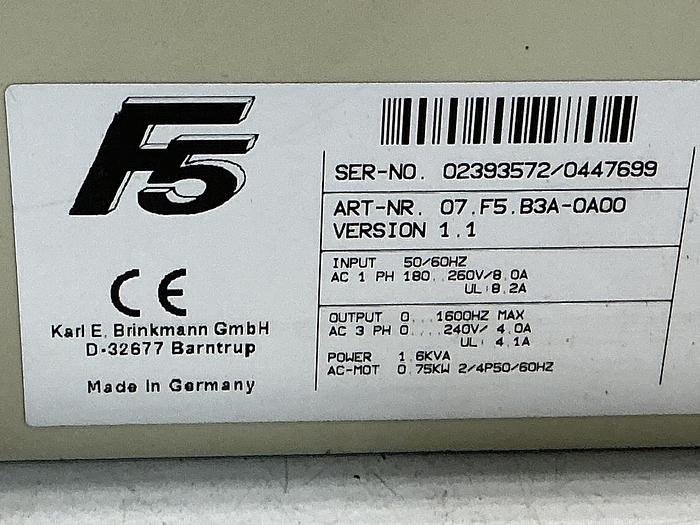 F5
SER-NO. 02393572/0447699
ART-NR. 07.F5.B3A-0A00
VERSION 1.1
INPUT 50/60HZ
AC 1 PH 180...260V/8.0A
UL:8.2A
OUTPUT 0...1600HZ MAX
AC 3 PH 0....240V/ 4.0A
UL: 4.1A
POWER 1.6KVA
AC-MOT 0.75KW 2/4P50/60HZ
CE
Karl E. Brinkmann GmbH
D-32677 Barntrup
Made in Germany